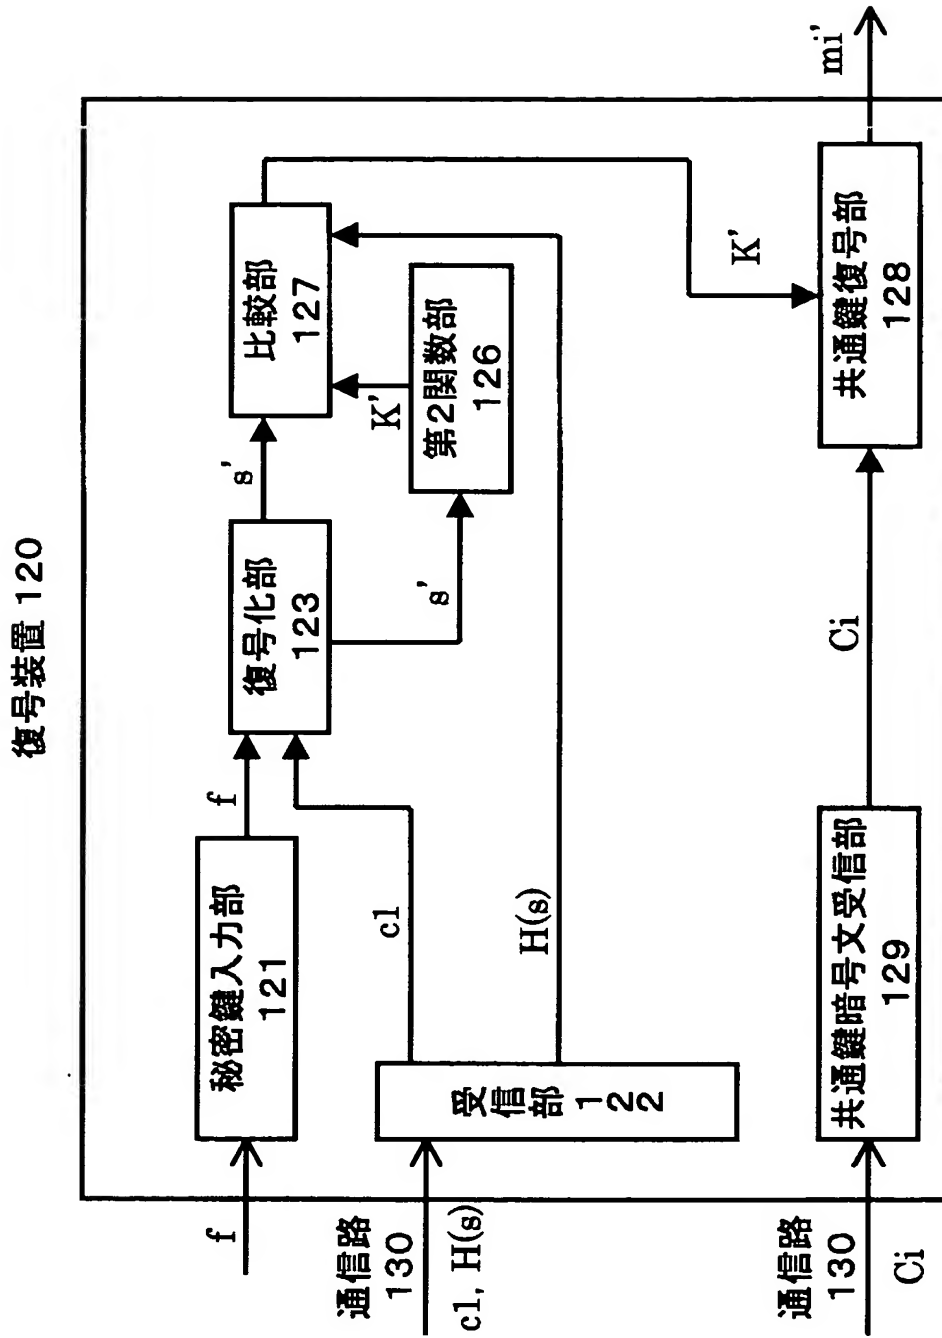 復号装置 120
f
秘密鍵入力部
121
f
復号化部
123
s'
比較部
127
通信路
130
c1, H(s)
受信部 122
c1
H(s)
s'
第2関数部
126
K'
K'
通信路
130
Ci
共通鍵暗号文受信部
129
Ci
共通鍵復号部
128
mi'